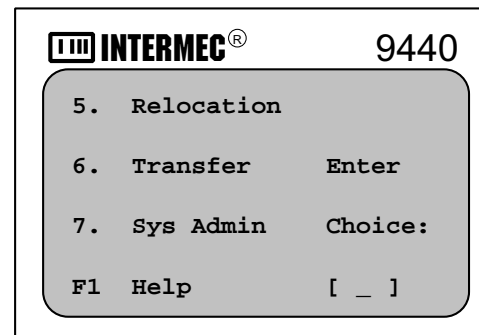 INTERMEC® 9440
5. Relocation
6. Transfer Enter
7. Sys Admin Choice:
F1 Help [ _ ]